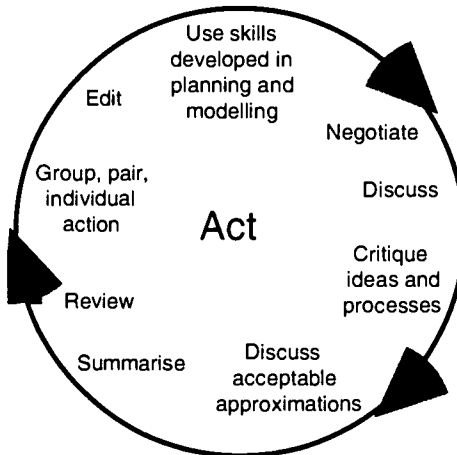 Use skills
developed in
planning and
modelling
Negotiate
Discuss
Critique
ideas and
processes
Discuss
acceptable
approximations
Summarise
Review
Group, pair,
individual
action
Edit
Act